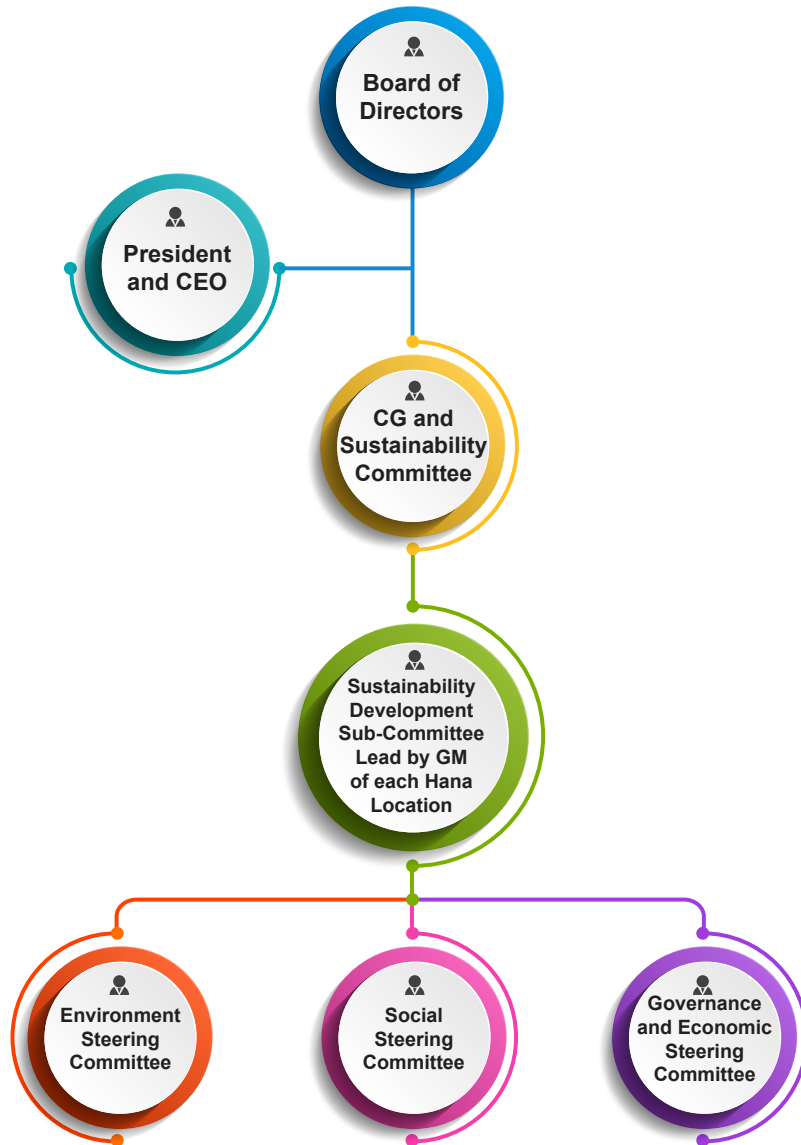 Board of
Directors
President
and CEO
CG and
Sustainability
Committee
Sustainability
Development
Sub-Committee
Lead by GM
of each Hana
Location
Environment
Steering
Committee
Social
Steering
Committee
Governance
and Economic
Steering
Committee